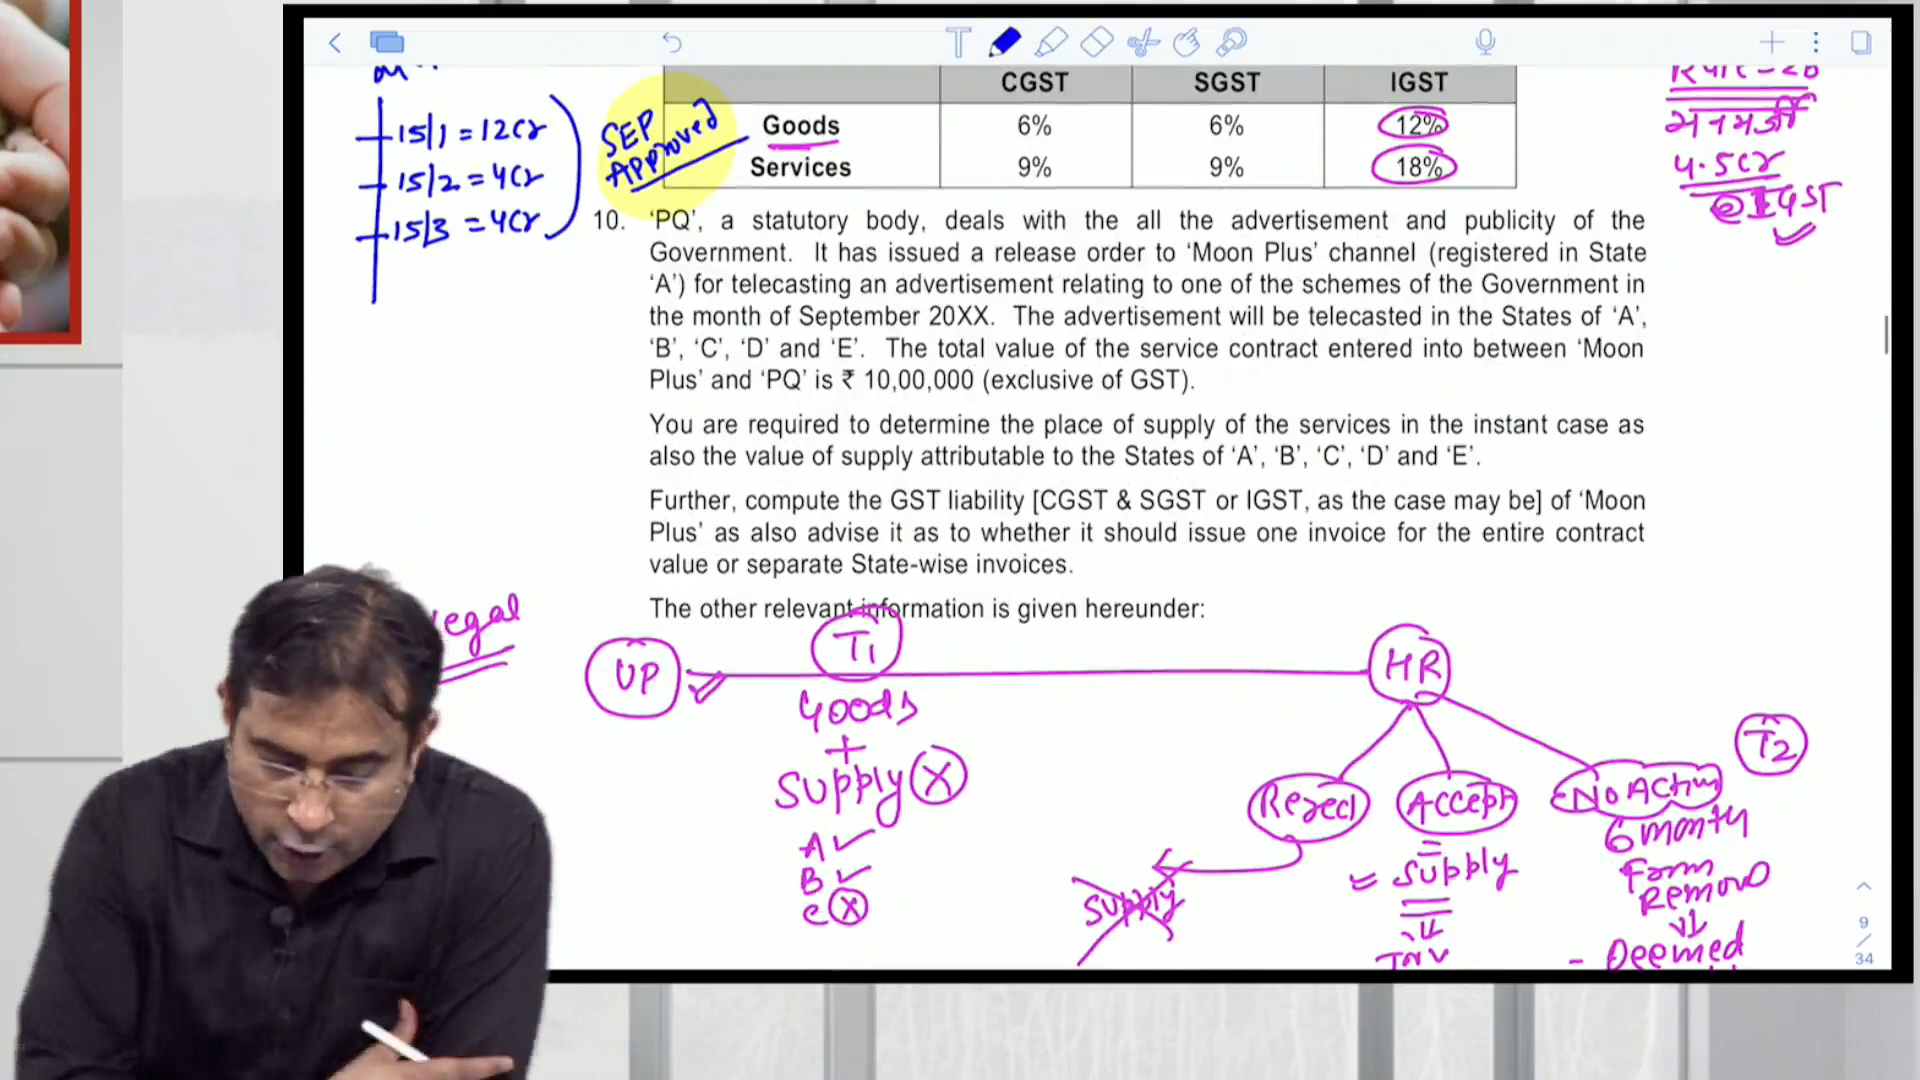 15/1 = 12Cr
15/2 = 4Cr
15/3 = 4Cr
SEP
Approved
CGST SGST IGST
Goods 6% 6% 12%
Services 9% 9% 18%
4.5Cr
@IGST
10. ‘PQ’, a statutory body, deals with the all the advertisement and publicity of the
Government. It has issued a release order to ‘Moon Plus’ channel (registered in State
‘A’) for telecasting an advertisement relating to one of the schemes of the Government in
the month of September 20XX. The advertisement will be telecasted in the States of ‘A’,
‘B’, ‘C’, ‘D’ and ‘E’. The total value of the service contract entered into between ‘Moon
Plus’ and ‘PQ’ is ₹ 10,00,000 (exclusive of GST).
You are required to determine the place of supply of the services in the instant case as
also the value of supply attributable to the States of ‘A’, ‘B’, ‘C’, ‘D’ and ‘E’.
Further, compute the GST liability [CGST & SGST or IGST, as the case may be] of ‘Moon
Plus’ as also advise it as to whether it should issue one invoice for the entire contract
value or separate State-wise invoices.
The other relevant information is given hereunder:
UP T1 HR
Goods
+
Supply X
A ✓
B ✓
C X
T2
Reject Accept No Action
6 month
From
Removal
= Supply
Supply
Inv
- Deemed
9
/
34